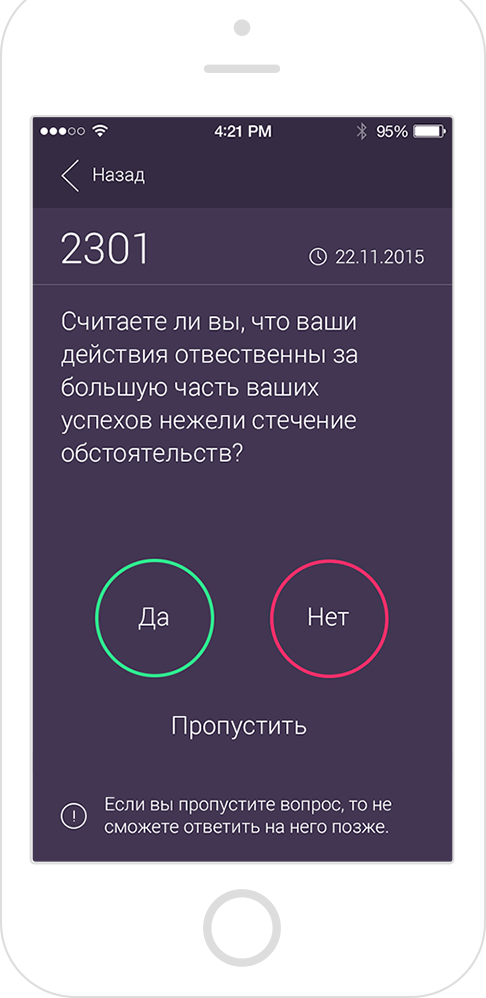 4:21 PM 95%
Назад
2301
22.11.2015
Считаете ли вы, что ваши
действия отвественны за
большую часть ваших
успехов нежели стечение
обстоятельств?
Да Нет
Пропустить
Если вы пропустите вопрос, то не
сможете ответить на него позже.